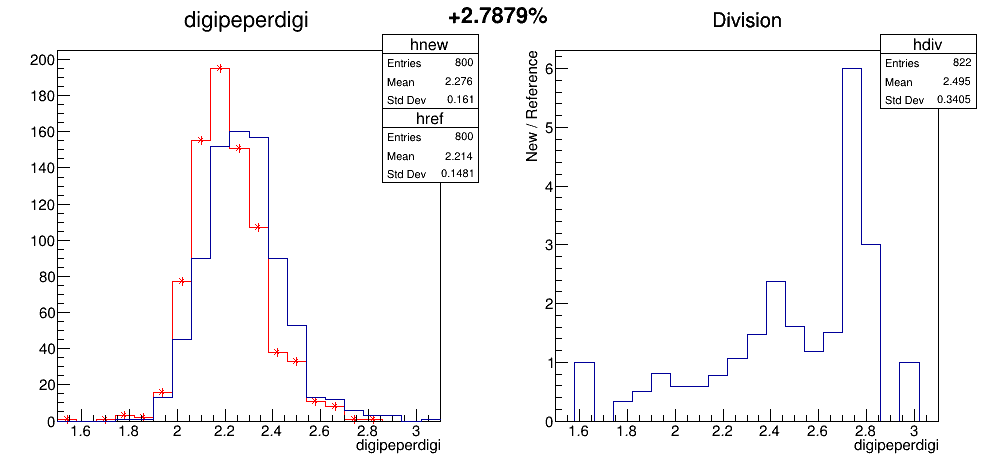 digipeperdigi
+2.7879%
Division
hnew
Entries 800
Mean 2.276
Std Dev 0.161
href
Entries 800
Mean 2.214
Std Dev 0.1481
200
180
160
140
120
100
80
60
40
20
0
1.6 1.8 2 2.2 2.4 2.6 2.8 3
digipeperdigi
hdiv
Entries 822
Mean 2.495
Std Dev 0.3405
New / Reference
6
5
4
3
2
1
0
1.6 1.8 2 2.2 2.4 2.6 2.8 3
digipeperdigi